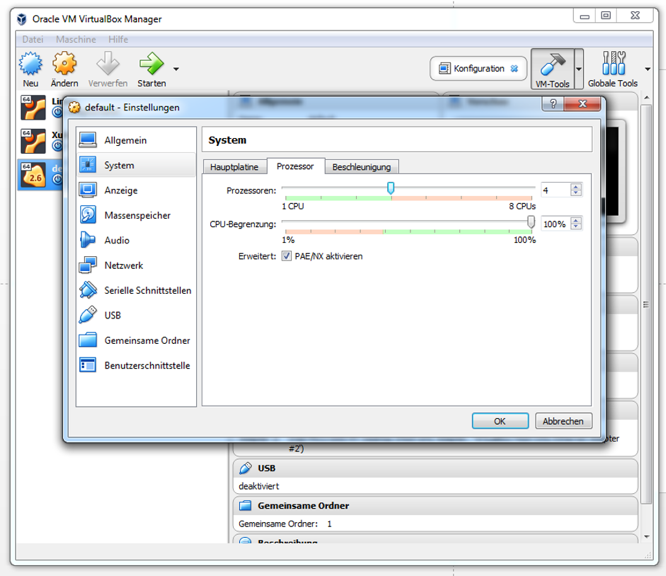 Oracle VM VirtualBox Manager
Datei Maschine Hilfe
Neu Ändern Verwerfen Starten
Konfiguration
VM-Tools Globale Tools
64
64
64
2.6
default - Einstellungen
Allgemein
System
Anzeige
Massenspeicher
Audio
Netzwerk
Serielle Schnittstellen
USB
Gemeinsame Ordner
Benutzerschnittstelle
System
Hauptplatine Prozessor Beschleunigung
Prozessoren: 4
1 CPU 8 CPUs
CPU-Begrenzung: 100%
1% 100%
Erweitert: PAE/NX aktivieren
OK Abbrechen
#2')
USB
deaktiviert
Gemeinsame Ordner
Gemeinsame Ordner: 1
Beschreibung